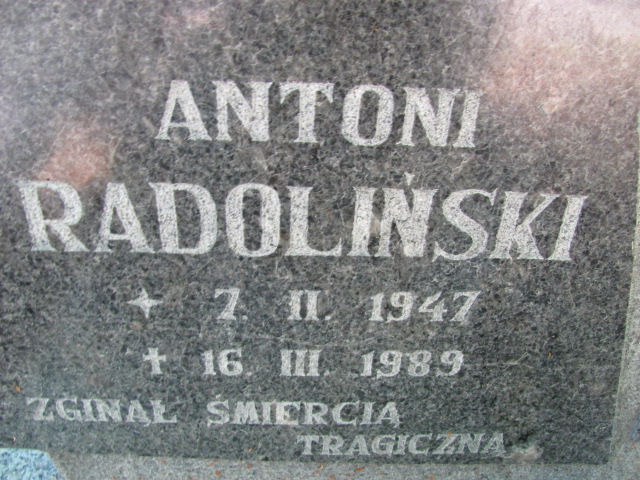 ANTONI
RADOLIŃSKI
✦ 7. II. 1947
✝ 16. III. 1989
ZGINĄŁ ŚMIERCIĄ
TRAGICZNĄ